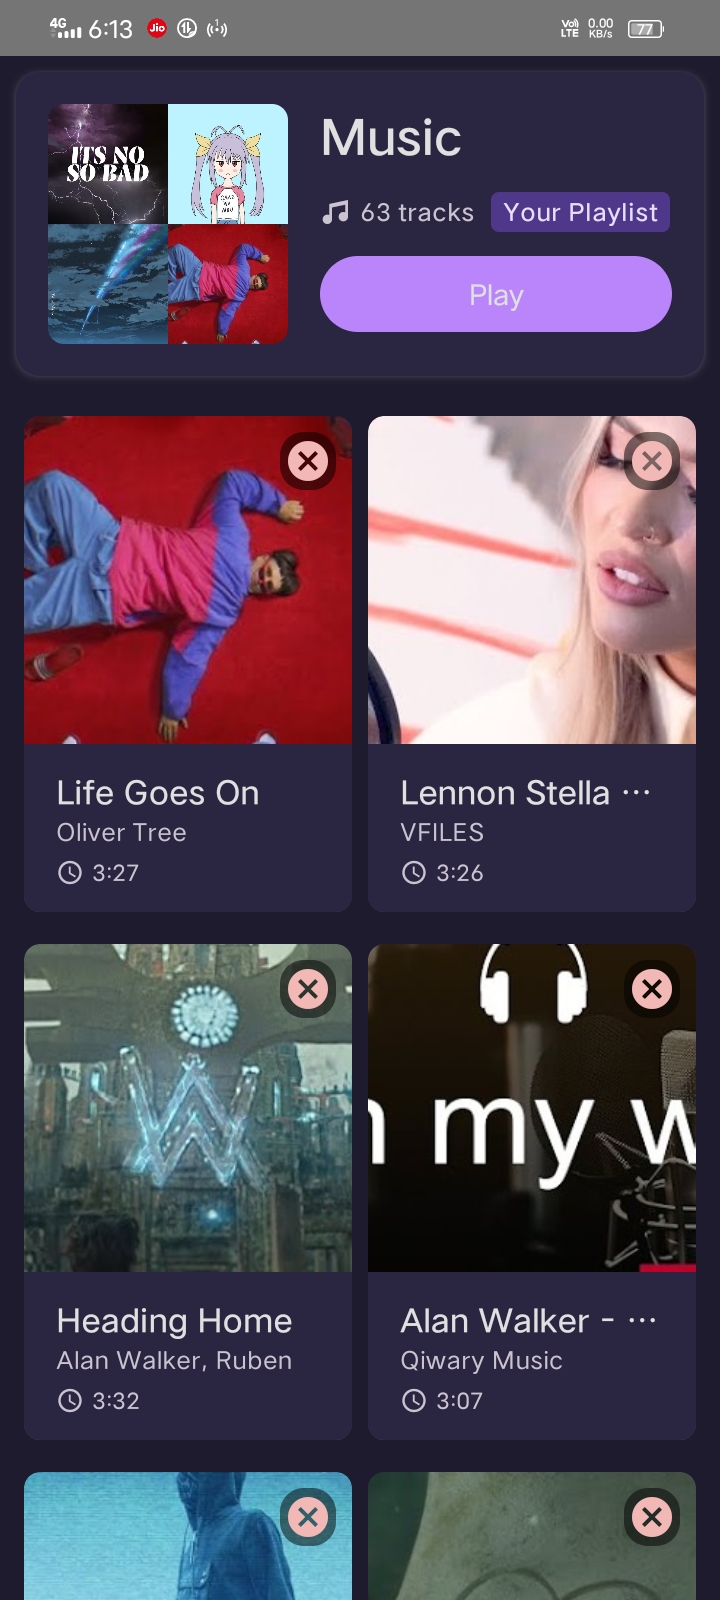 4G 6:13 Jio 1 Vo) LTE 0.00 KB/s 77
ITS NO
SO BAD
Music
63 tracks Your Playlist
Play
Life Goes On
Oliver Tree
3:27
Lennon Stella ···
VFILES
3:26
my w
Heading Home
Alan Walker, Ruben
3:32
Alan Walker - ···
Qiwary Music
3:07